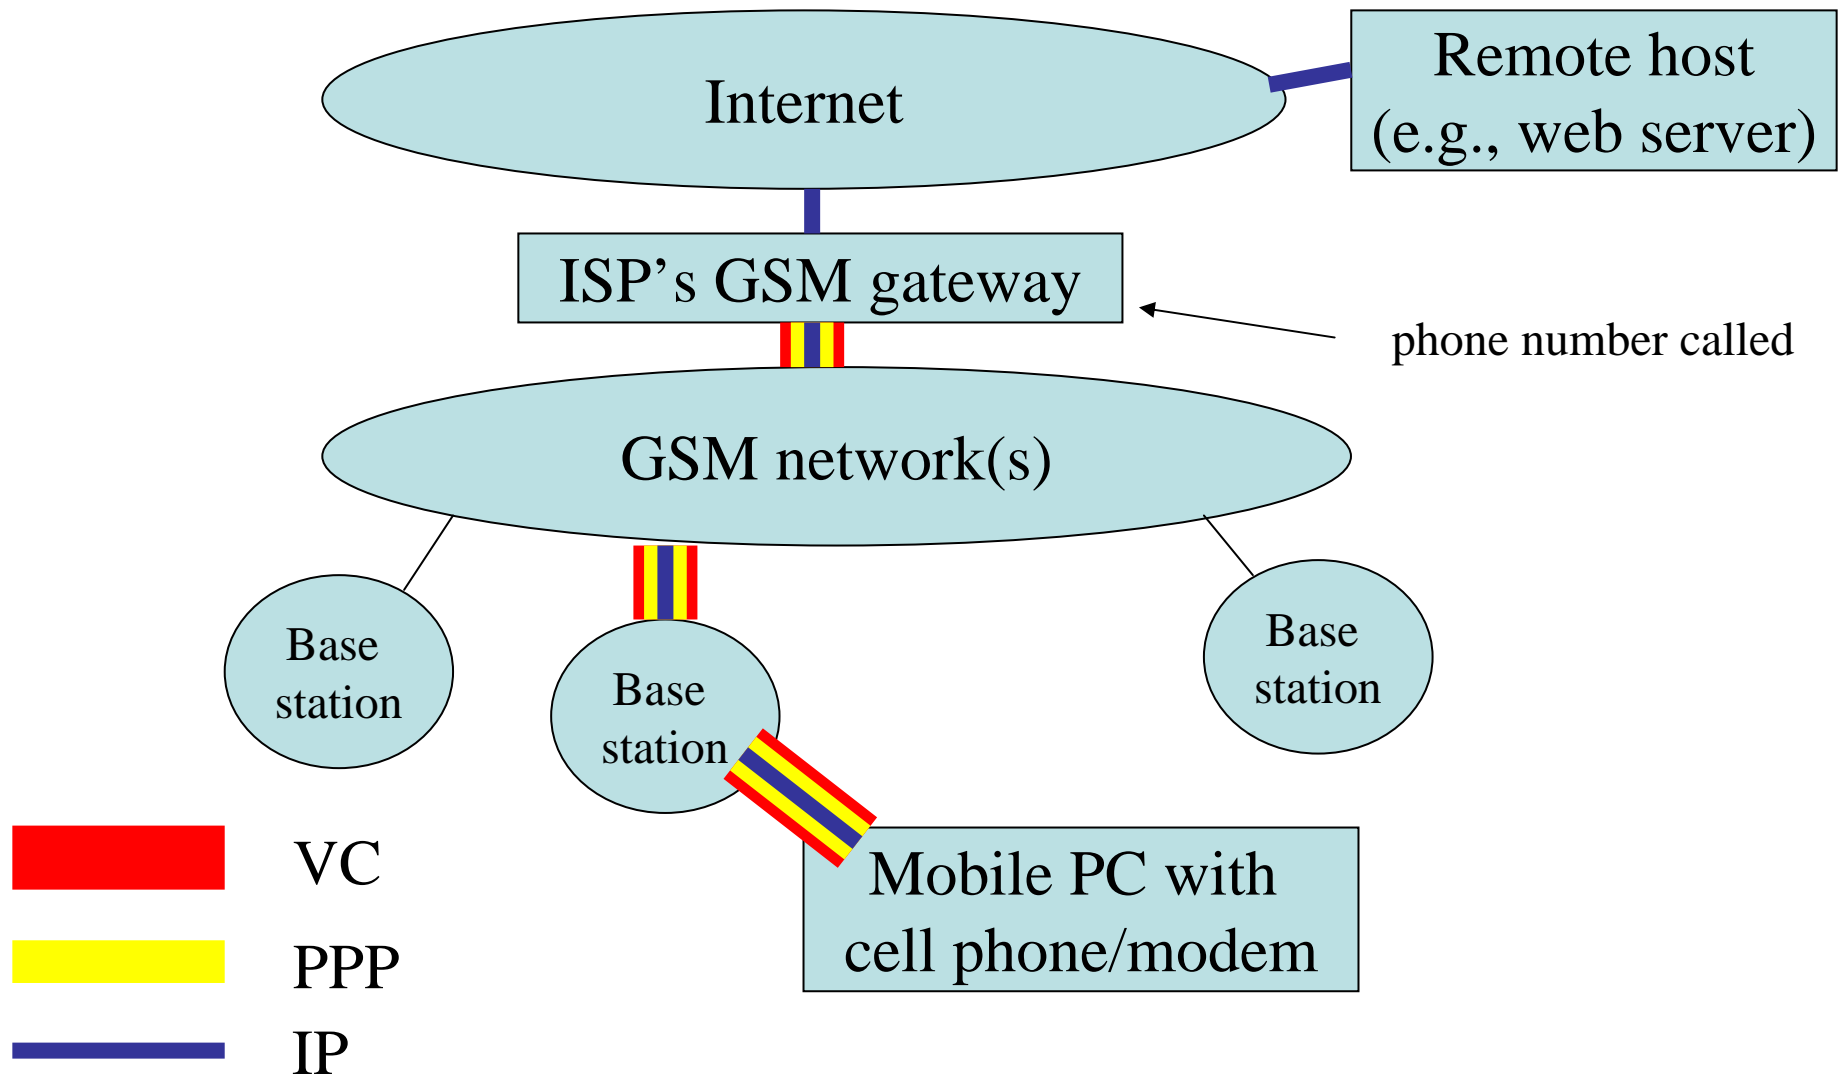 Internet
Remote host
(e.g., web server)
ISP’s GSM gateway
phone number called
GSM network(s)
Base
station
Base
station
Base
station
Mobile PC with
cell phone/modem
VC
PPP
IP